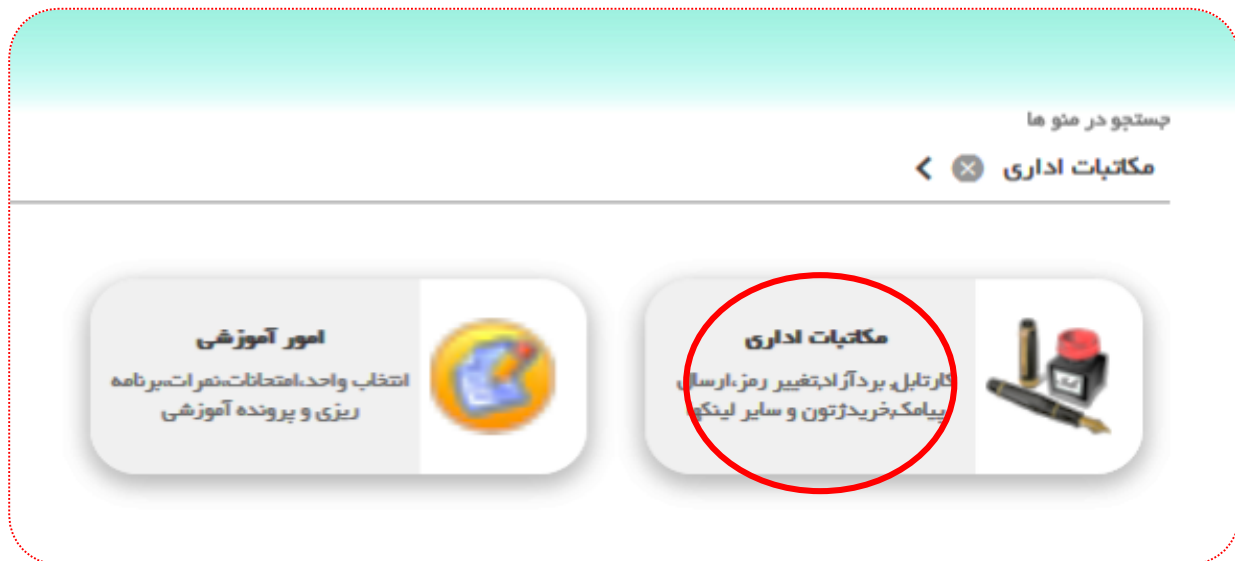 جستجو در منو ها
مکاتبات اداری
مکاتبات اداری
کارتابل، بردآزاد،تغییر رمز،ارسال
پیامک،خریدژتون و سایر لینکها
امور آموزشی
انتخاب واحد،امتحانات،نمرات،برنامه
ریزی و پرونده آموزشی